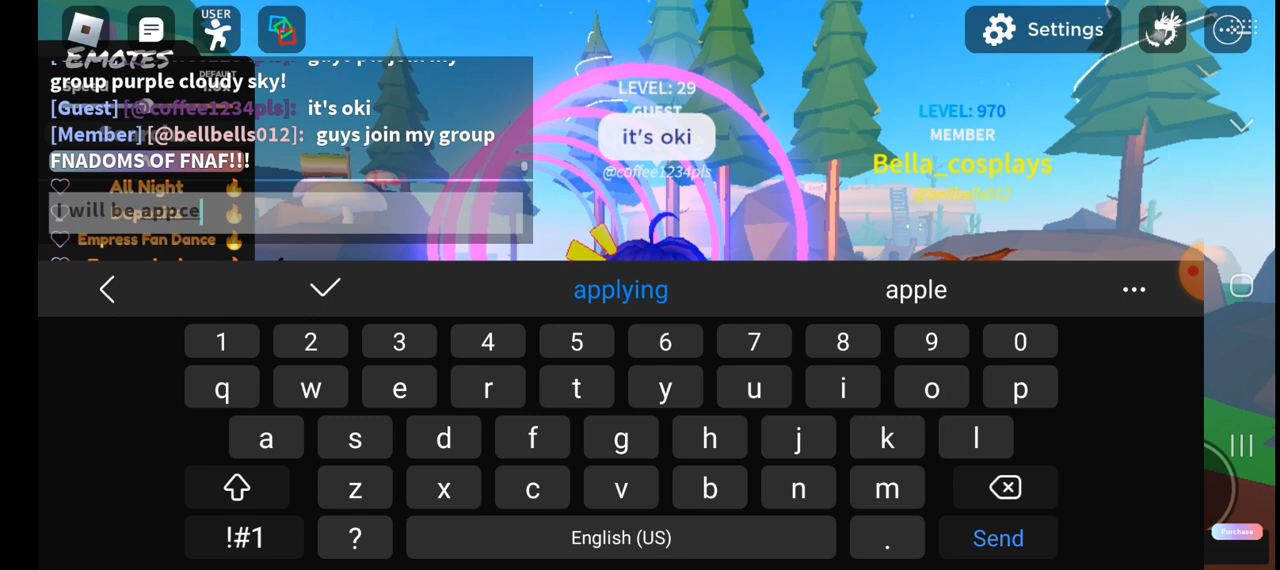 USER
Settings
EMOTES
group purple cloudy sky!
DEFAULT
[Guest] [@coffee1234pls]: it's oki
[Member] [@bellbells012]: guys join my group
FNADOMS OF FNAF!!!
All Night
I will be appce
Empress Fan Dance
LEVEL: 29
GUEST
it's oki
@coffee1234pls
LEVEL: 970
MEMBER
Bella_cosplays
@bellbells012
applying apple
1 2 3 4 5 6 7 8 9 0
q w e r t y u i o p
a s d f g h j k l
z x c v b n m
!#1 ? English (US) . Send
Purchase